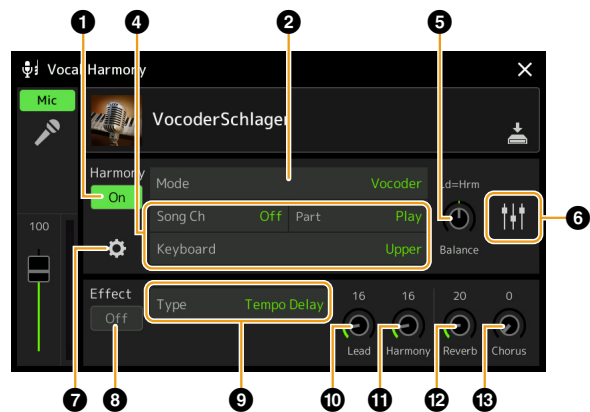 1 4 2 5
Vocal Harmony
Mic
VocoderSchlager
Harmony
On
Mode Vocoder
Ld=Hrm
Song Ch Off Part Play
Keyboard Upper
Balance
6
100
Effect
Off
Type Tempo Delay
16 16 20 0
Lead Harmony Reverb Chorus
7 8 9 10 11 12 13